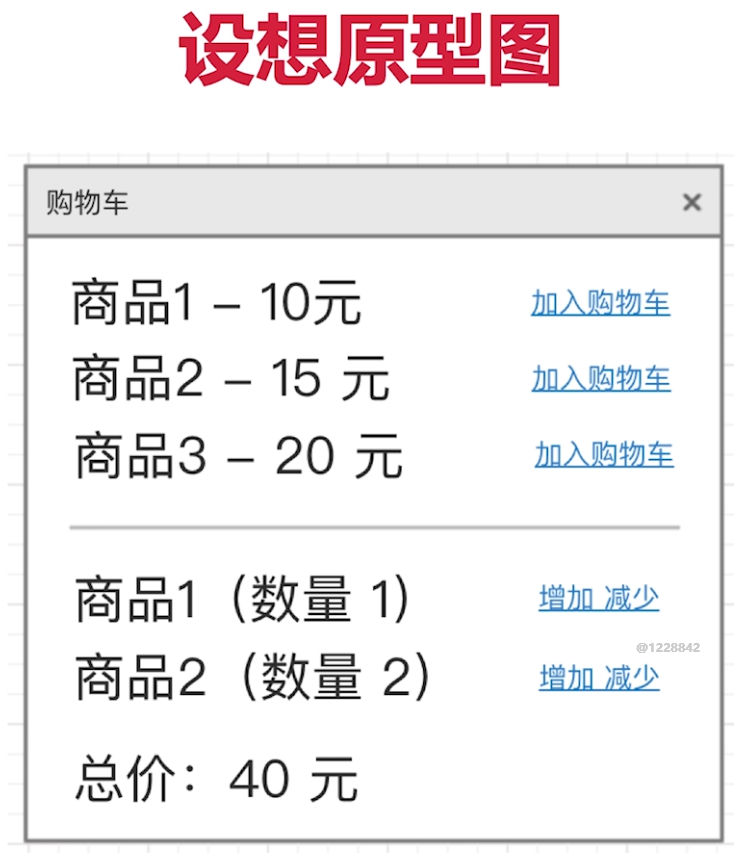 设想原型图
购物车 ×
商品1 – 10元 加入购物车
商品2 – 15 元 加入购物车
商品3 – 20 元 加入购物车
商品1（数量 1） 增加 减少
@1228842
商品2（数量 2） 增加 减少
总价：40 元